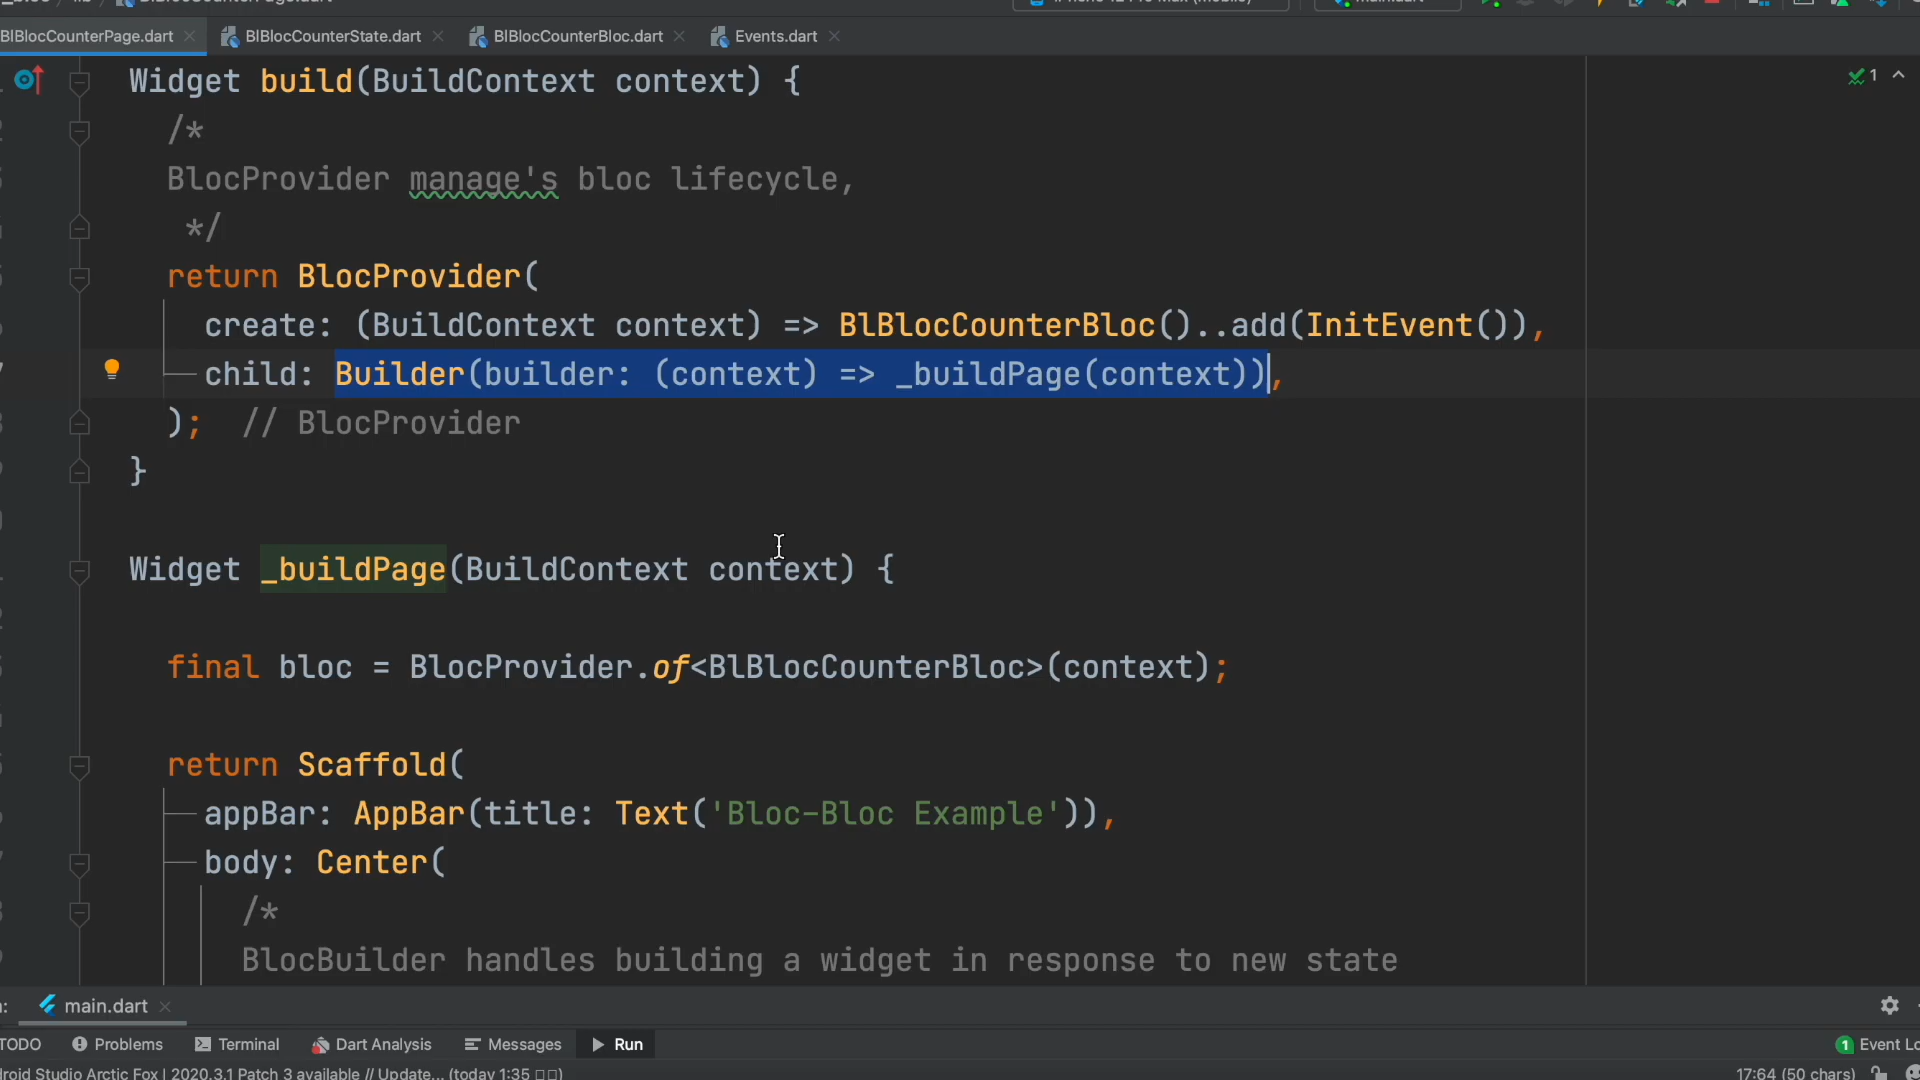 BlBlocCounterPage.dart
BlBlocCounterState.dart
BlBlocCounterBloc.dart
Events.dart
1
Widget build(BuildContext context) {
/*
BlocProvider manage's bloc lifecycle,
*/
return BlocProvider(
create: (BuildContext context) => BlBlocCounterBloc()..add(InitEvent()),
child: Builder(builder: (context) => _buildPage(context)),
); // BlocProvider
}
Widget _buildPage(BuildContext context) {
final bloc = BlocProvider.of<BlBlocCounterBloc>(context);
return Scaffold(
appBar: AppBar(title: Text('Bloc-Bloc Example')),
body: Center(
/*
BlocBuilder handles building a widget in response to new state
main.dart
TODO
Problems
Terminal
Dart Analysis
Messages
Run
1 Event Lo
roid Studio Arctic Fox | 2020.3.1 Patch 3 available // Update... (today 1:35
17:64 (50 chars)